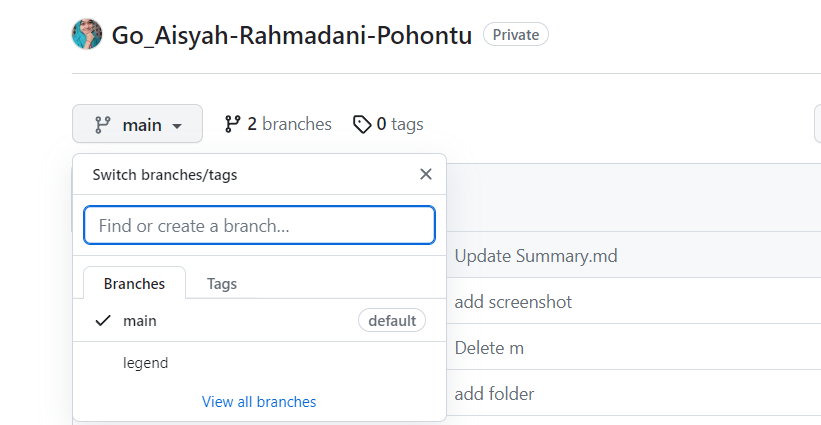 Go_Aisyah-Rahmadani-Pohontu Private
main 2 branches 0 tags
Switch branches/tags
Find or create a branch...
Update Summary.md
Branches Tags
add screenshot
main default
Delete m
legend
add folder
View all branches